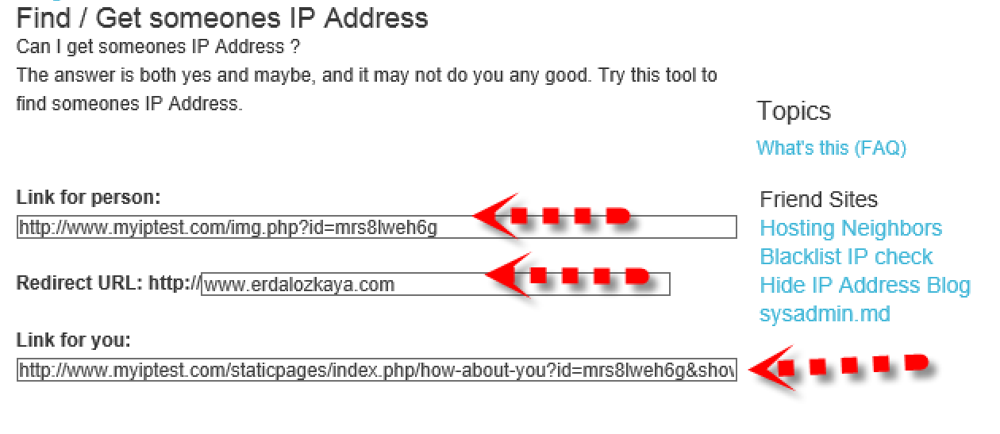 Find / Get someones IP Address
Can I get someones IP Address ?
The answer is both yes and maybe, and it may not do you any good. Try this tool to
find someones IP Address.
Topics
What's this (FAQ)
Link for person:
http://www.myiptest.com/img.php?id=mrs8lweh6g
Redirect URL: http://www.erdalozkaya.com
Link for you:
http://www.myiptest.com/staticpages/index.php/how-about-you?id=mrs8lweh6g&shov
Friend Sites
Hosting Neighbors
Blacklist IP check
Hide IP Address Blog
sysadmin.md